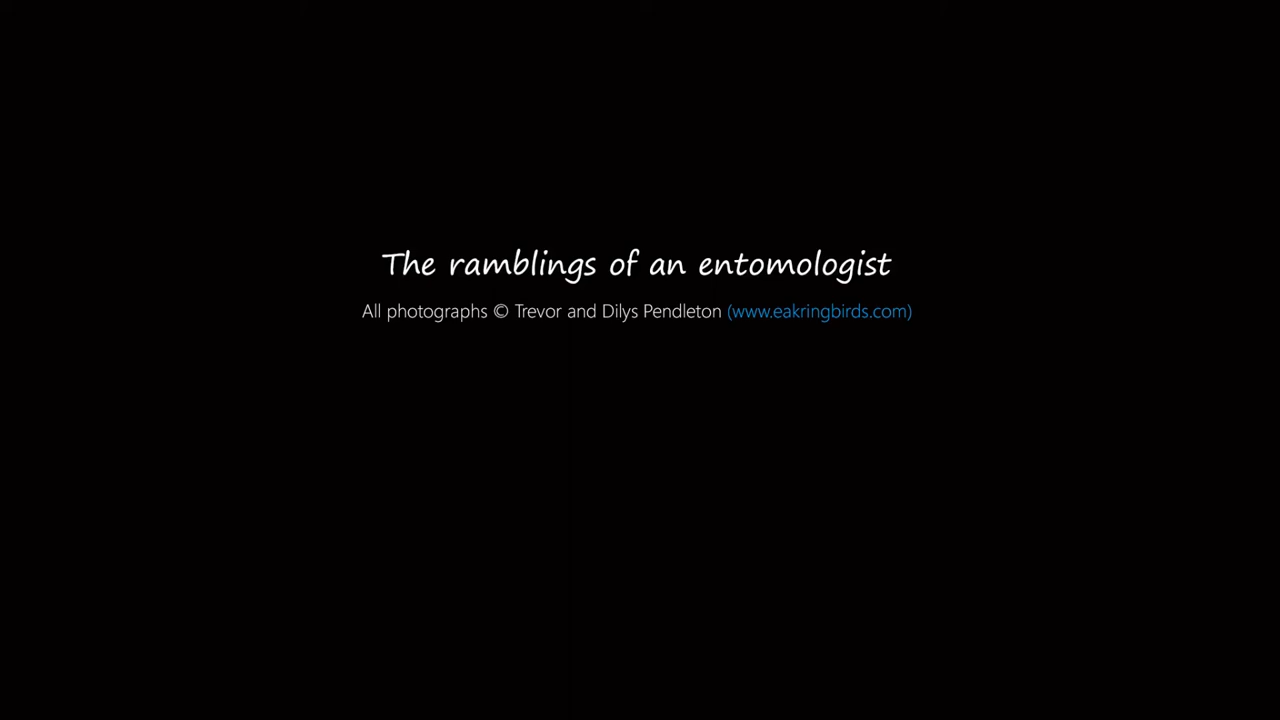 The ramblings of an entomologist
All photographs © Trevor and Dilys Pendleton (www.eakringbirds.com)